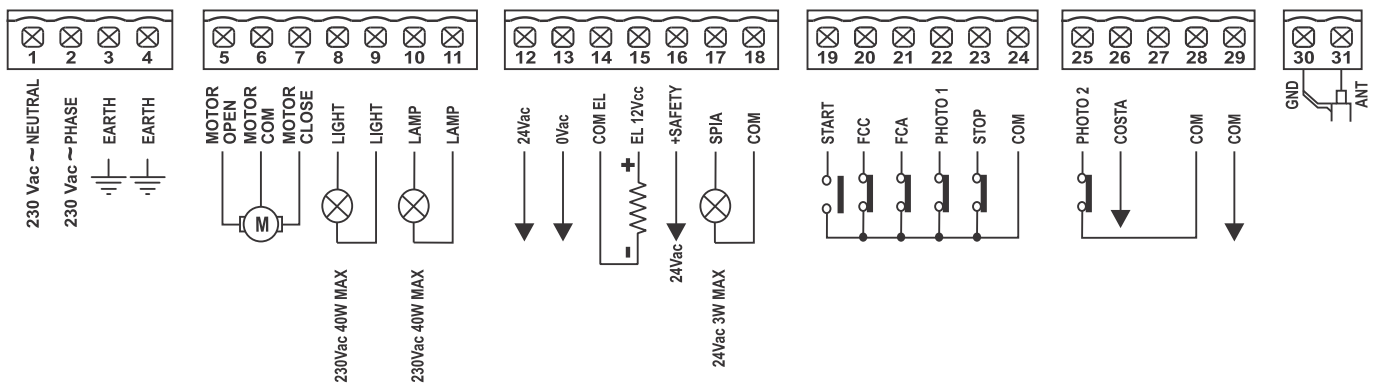 1 2 3 4
5 6 7 8 9 10 11
12 13 14 15 16 17 18
19 20 21 22 23 24
25 26 27 28 29
30 31
230 Vac ~ NEUTRAL
230 Vac ~ PHASE
EARTH
EARTH
MOTOR
OPEN
MOTOR
COM
MOTOR
CLOSE
LIGHT
LIGHT
LAMP
LAMP
M
230Vac 40W MAX
230Vac 40W MAX
24Vac
0Vac
COM EL
EL 12Vcc
+ -
+SAFETY
24Vac
SPIA
COM
24Vac 3W MAX
START
FCC
FCA
PHOTO 1
STOP
COM
PHOTO 2
COSTA
COM
COM
GND
ANT